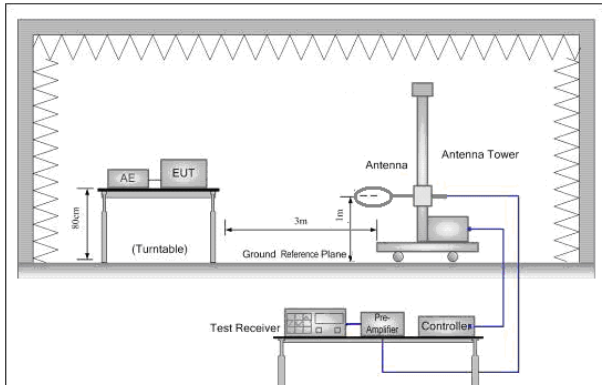 Antenna Tower
Antenna
AE
EUT
80cm
1m
3m
(Turntable)
Ground Reference Plane
Test Receiver
Pre-
Amplifier
Controller